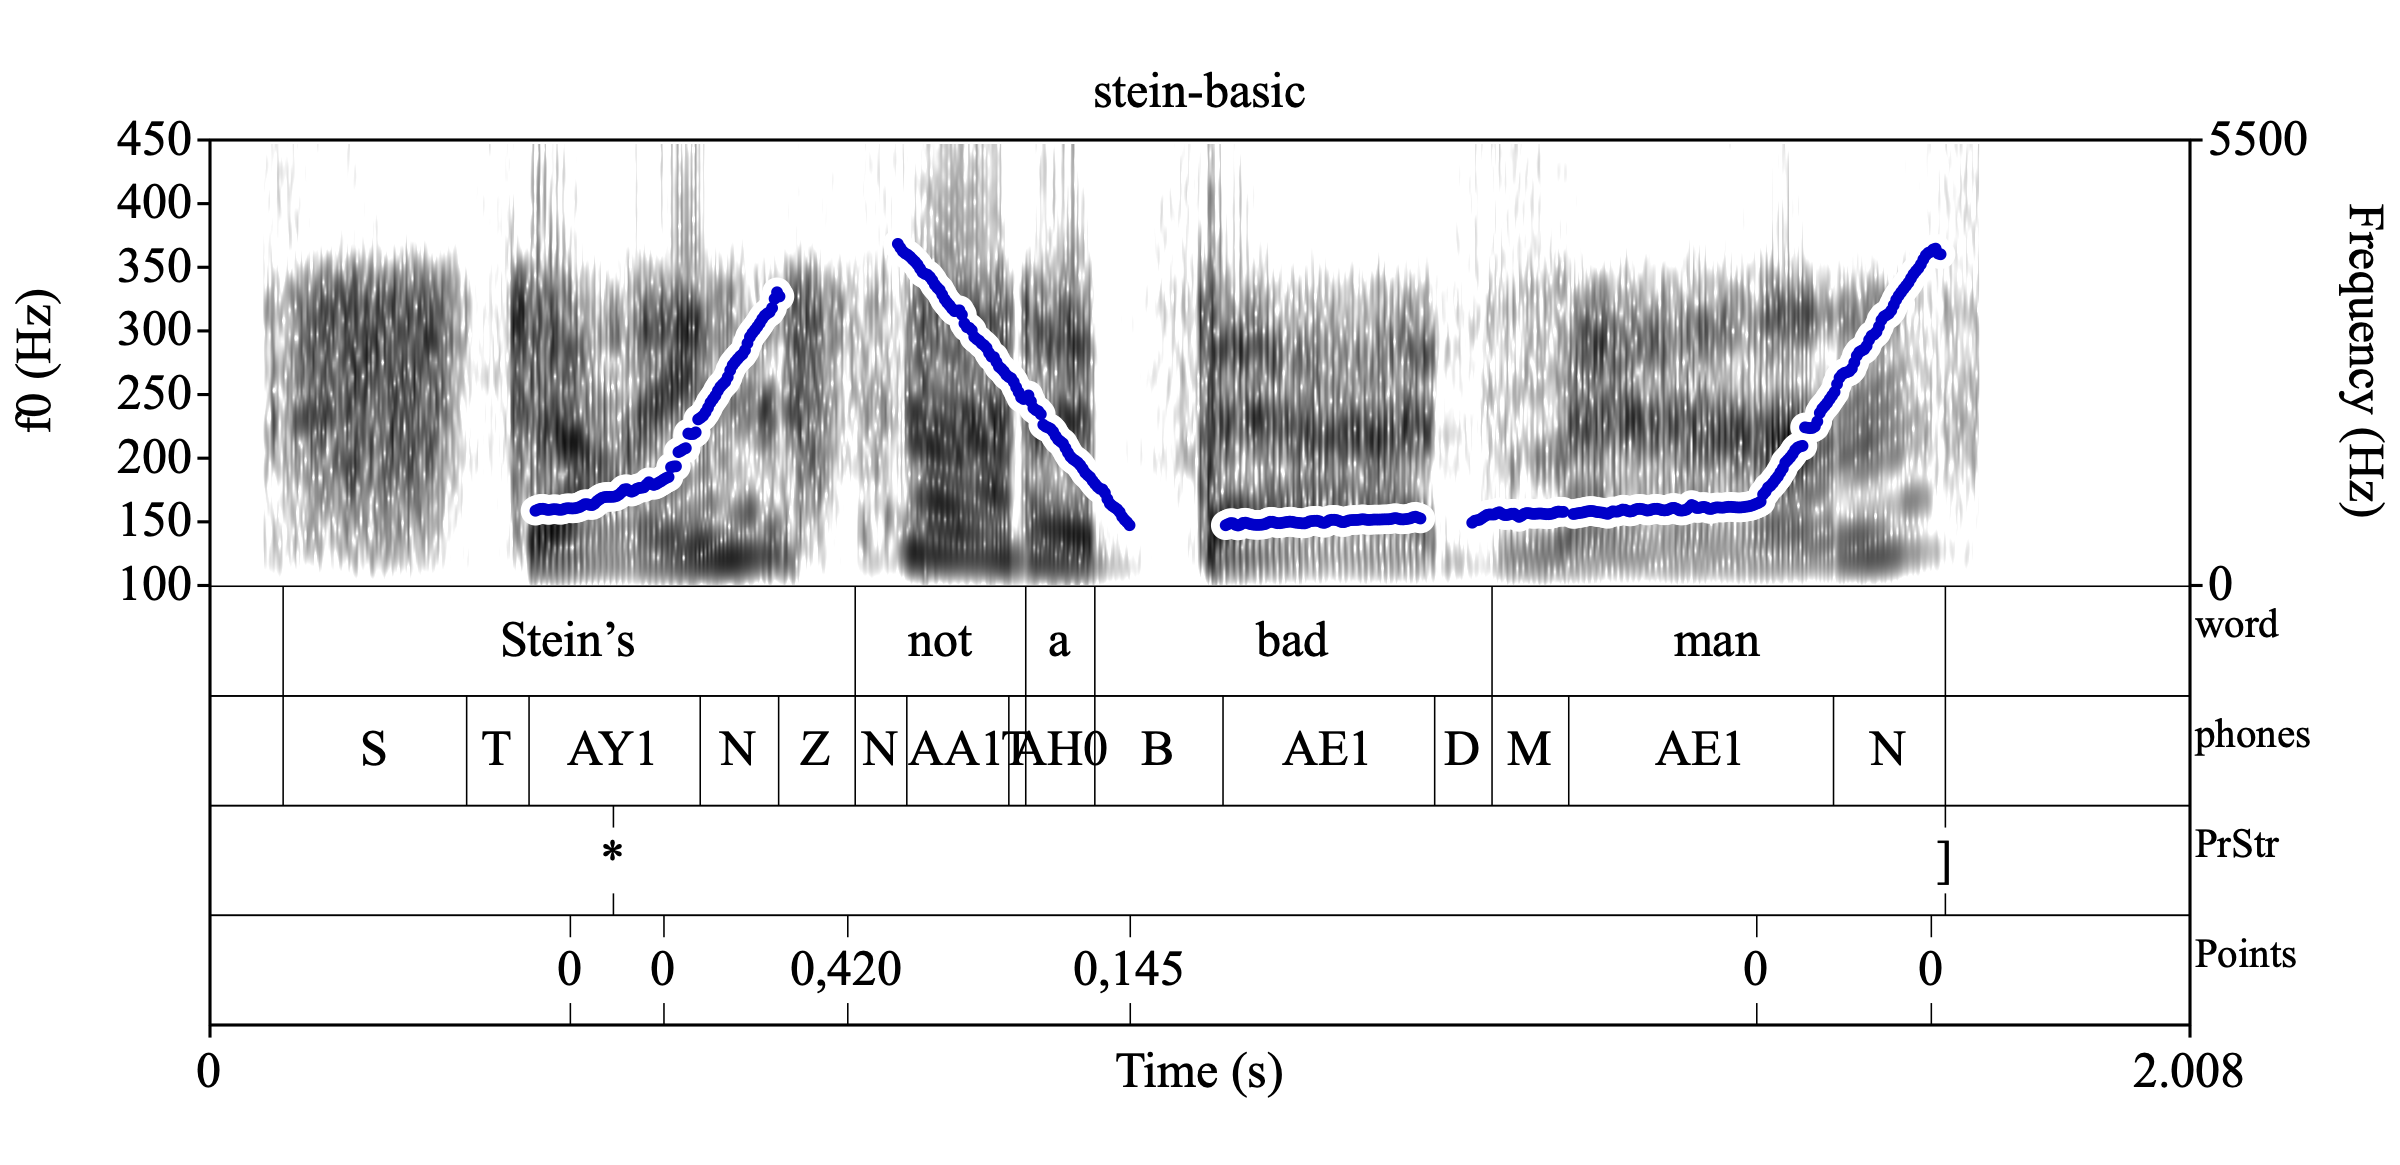 stein-basic
450
400
350
300
250
200
150
100
f0 (Hz)
5500
0
Frequency (Hz)
Stein’s not a bad man word
S T AY1 N Z N AA1 T AH0 B AE1 D M AE1 N phones
* ] PrStr
0 0 0,420 0,145 0 0 Points
0 Time (s) 2.008